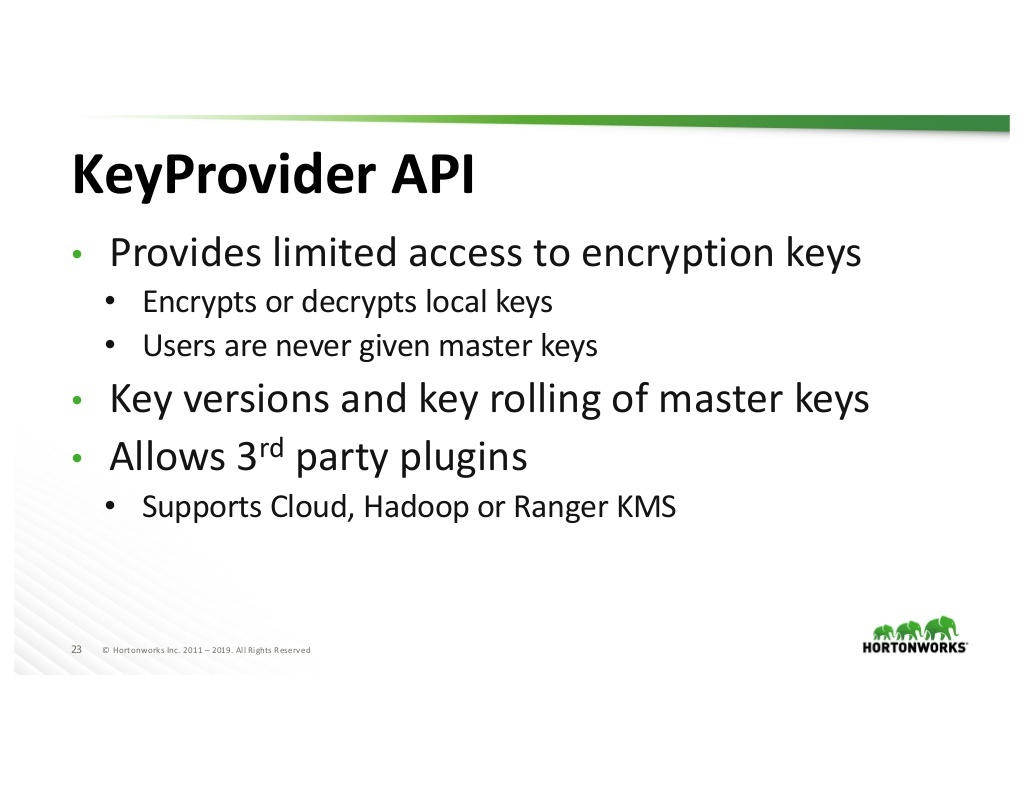 KeyProvider API
• Provides limited access to encryption keys
• Encrypts or decrypts local keys
• Users are never given master keys
• Key versions and key rolling of master keys
• Allows 3rd party plugins
• Supports Cloud, Hadoop or Ranger KMS
23 © Hortonworks Inc. 2011 – 2019. All Rights Reserved
HORTONWORKS